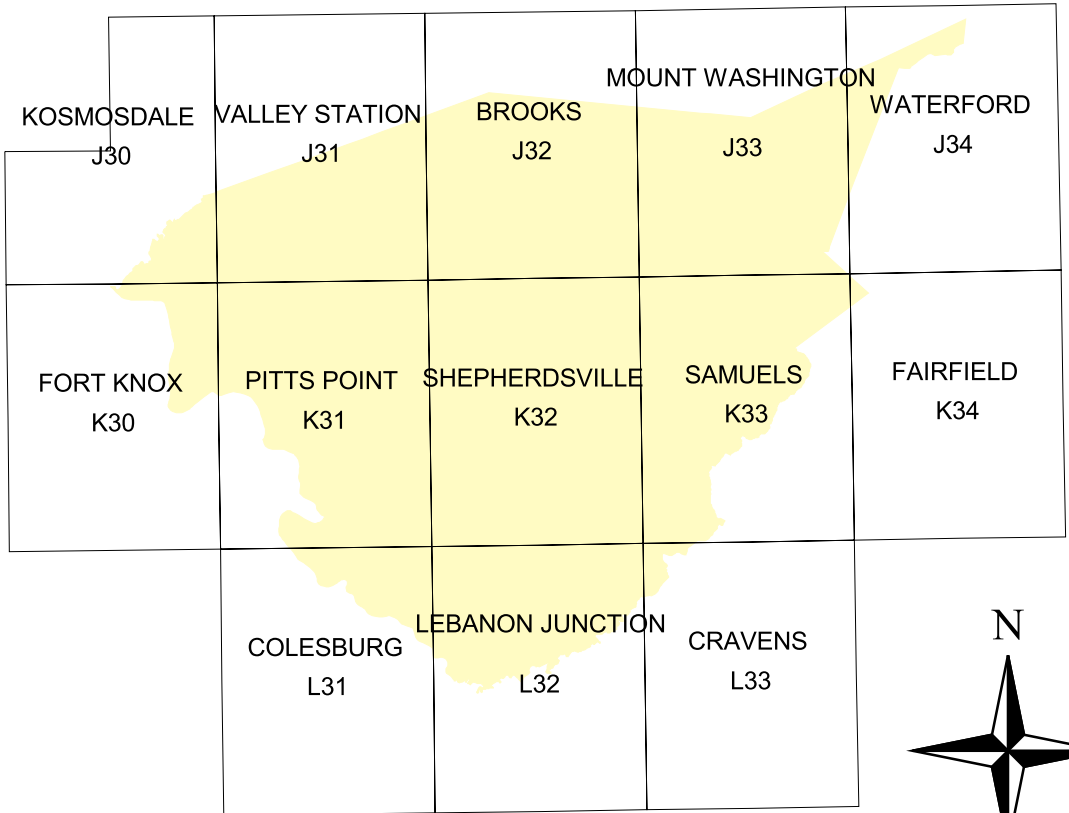 KOSMOSDALE
J30
VALLEY STATION
J31
BROOKS
J32
MOUNT WASHINGTON
J33
WATERFORD
J34
FORT KNOX
K30
PITTS POINT
K31
SHEPHERDSVILLE
K32
SAMUELS
K33
FAIRFIELD
K34
COLESBURG
L31
LEBANON JUNCTION
L32
CRAVENS
L33
N